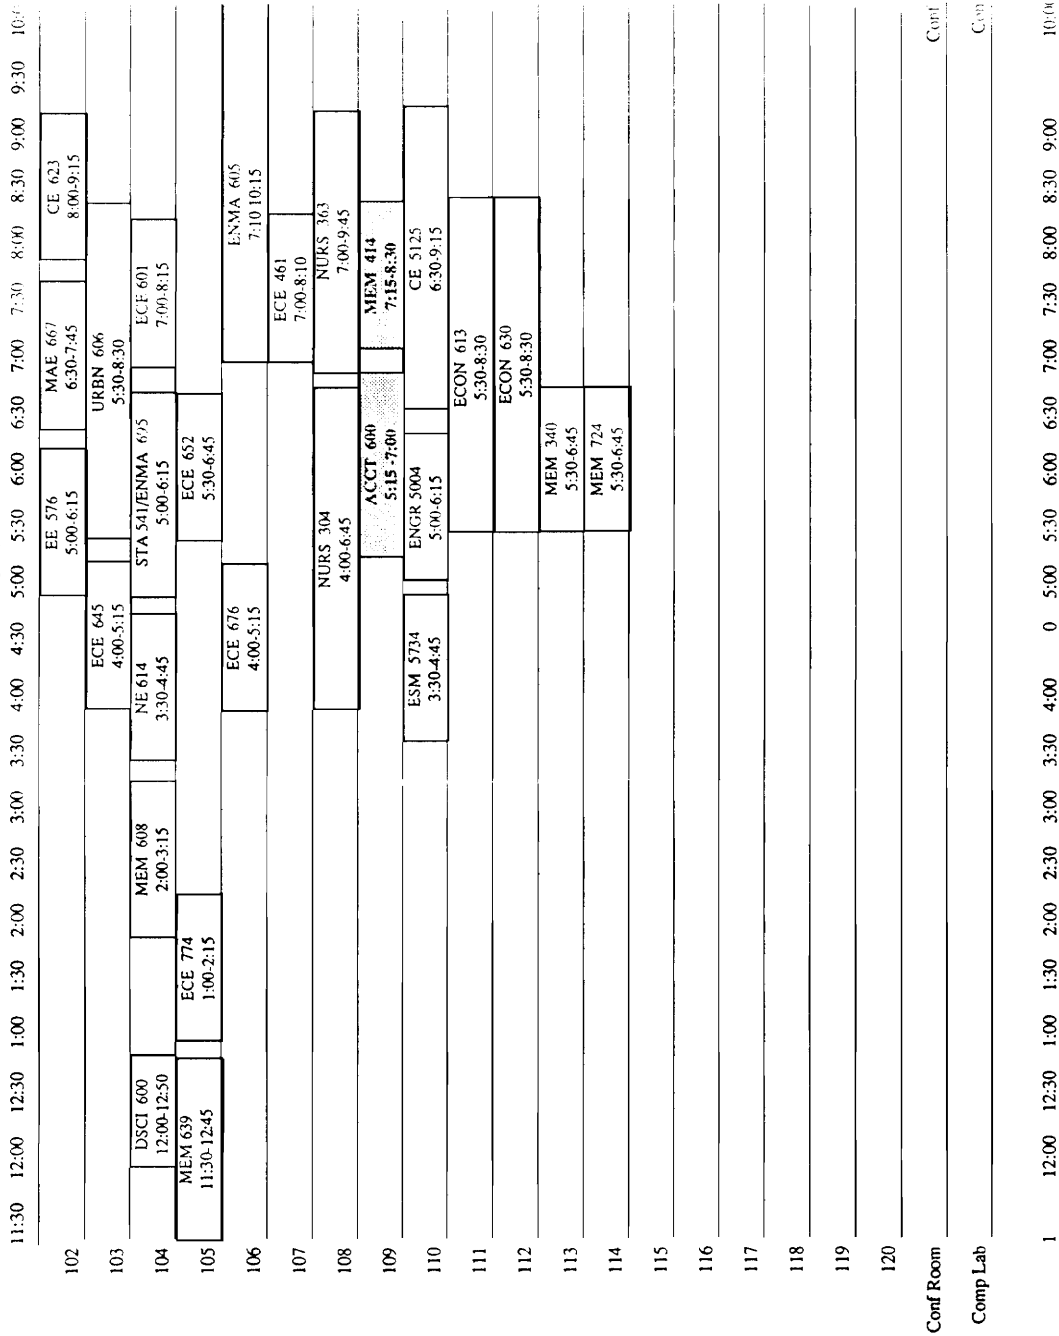 11:30 12:00 12:30 1:00 1:30 2:00 2:30 3:00 3:30 4:00 4:30 5:00 5:30 6:00 6:30 7:00 7:30 8:00 8:30 9:00 9:30
102
EE 576
5:00-6:15
MAE 667
6:30-7:45
CE 623
8:00-9:15
103
ECE 645
4:00-5:15
URBN 606
5:30-8:30
104
DSCI 600
12:00-12:50
MEM 608
2:00-3:15
NE 614
3:30-4:45
STA 541/ENMA 695
5:00-6:15
ECE 601
7:00-8:15
105
MEM 639
11:30-12:45
ECE 774
1:00-2:15
ECE 652
5:30-6:45
106
ECE 676
4:00-5:15
ENMA 605
7:10 10:15
107
ECE 461
7:00-8:10
108
NURS 304
4:00-6:45
NURS 363
7:00-9:45
109
ACCT 600
5:15-7:00
MEM 414
7:15-8:30
110
ESM 5734
3:30-4:45
ENGR 5004
5:00-6:15
CE 5125
6:30-9:15
111
ECON 613
5:30-8:30
112
ECON 630
5:30-8:30
113
MEM 340
5:30-6:45
114
MEM 724
5:30-6:45
115
116
117
118
119
120
Conf Room
Conf
Comp Lab
Con
1 12:00 12:30 1:00 1:30 2:00 2:30 3:00 3:30 4:00 0 5:00 5:30 6:00 6:30 7:00 7:30 8:00 8:30 9:00